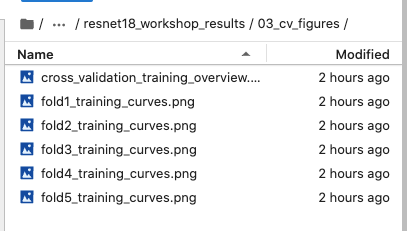 / ... / resnet18_workshop_results / 03_cv_figures /
Name Modified
cross_validation_training_overview.... 2 hours ago
fold1_training_curves.png 2 hours ago
fold2_training_curves.png 2 hours ago
fold3_training_curves.png 2 hours ago
fold4_training_curves.png 2 hours ago
fold5_training_curves.png 2 hours ago